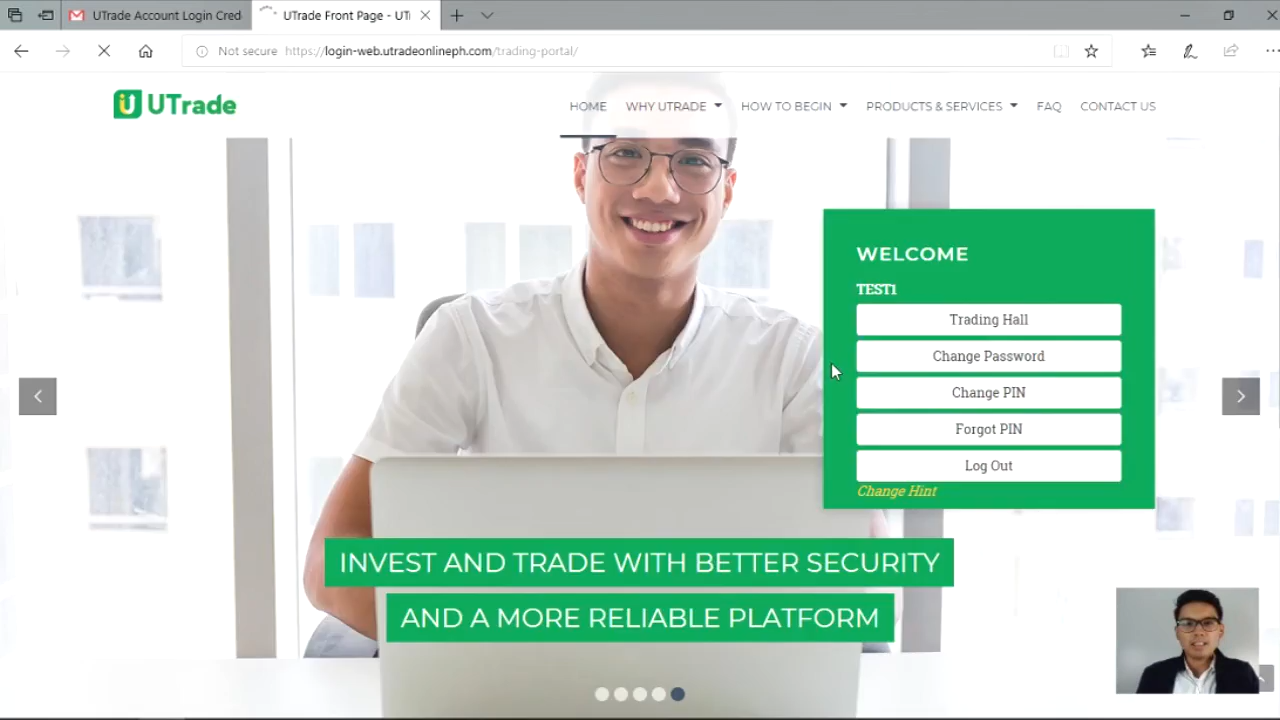 UTrade Account Login Cred
UTrade Front Page - UT
Not secure https://login-web.utradeonlineph.com/trading-portal/
UTrade
HOME WHY UTRADE HOW TO BEGIN PRODUCTS & SERVICES FAQ CONTACT US
WELCOME
TEST1
Trading Hall
Change Password
Change PIN
Forgot PIN
Log Out
Change Hint
INVEST AND TRADE WITH BETTER SECURITY
AND A MORE RELIABLE PLATFORM